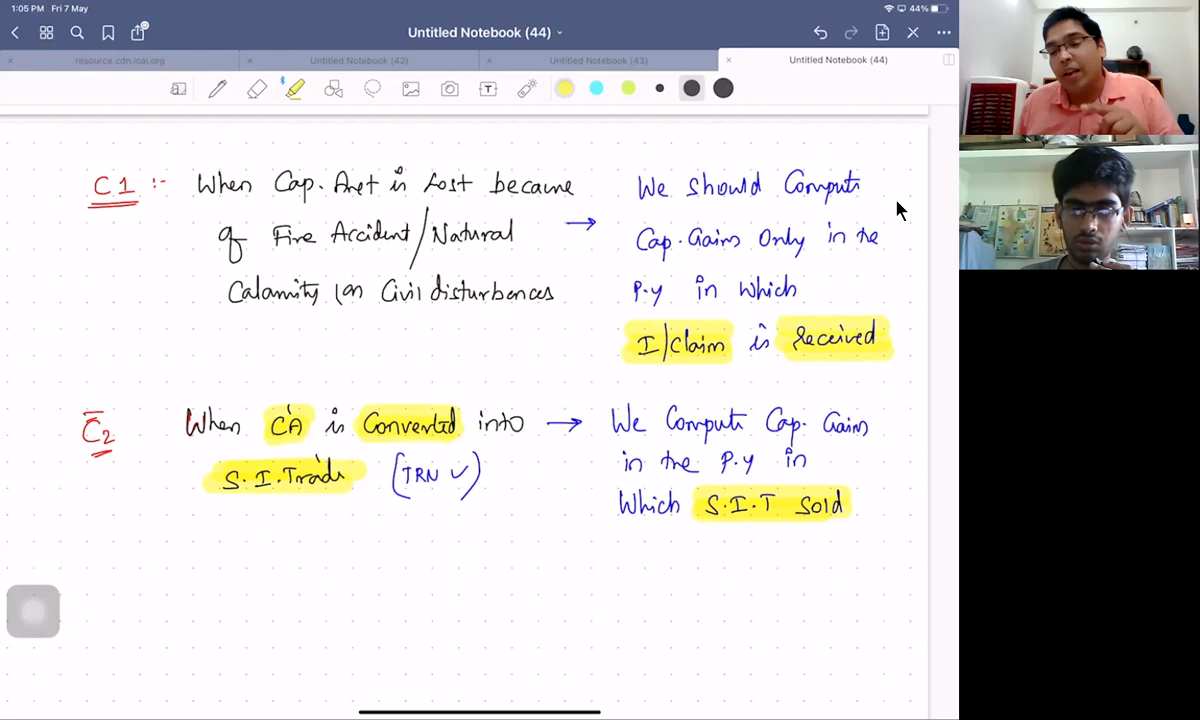 1:05 PM Fri 7 May
44%
Untitled Notebook (44)
resource.cdn.icai.org
Untitled Notebook (42)
Untitled Notebook (43)
Untitled Notebook (44)
C1 :- When Cap. Asset is Lost because
of Fire Accident/Natural
Calamity (or Civil disturbences
→ We Should Compute
Cap. Gains Only in the
P.y in which
I/Claim is Received
C2 When CA is Converted into
S.I.Trade (TRN ✓)
→ We Compute Cap. Gains
in the P.y in
Which S.I.T Sold